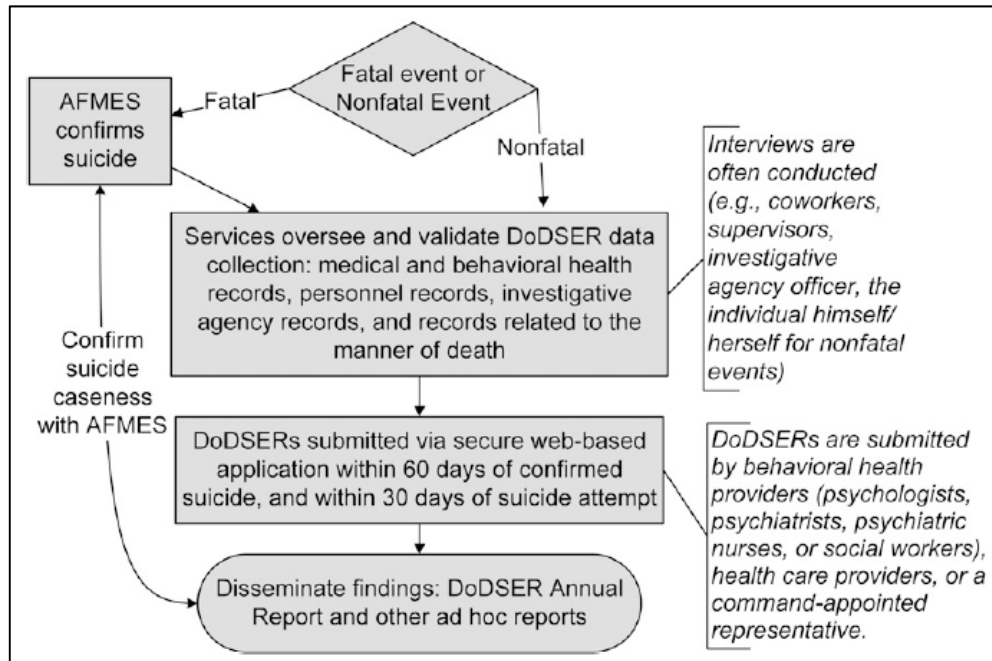 Fatal event or
Nonfatal Event
Fatal
AFMES
confirms
suicide
Nonfatal
Interviews are
often conducted
(e.g., coworkers,
supervisors,
investigative
agency officer, the
individual himself/
herself for nonfatal
events)
Services oversee and validate DoDSER data
collection: medical and behavioral health
records, personnel records, investigative
agency records, and records related to the
manner of death
Confirm
suicide
caseness
with AFMES
DoDSERs submitted via secure web-based
application within 60 days of confirmed
suicide, and within 30 days of suicide attempt
DoDSERs are submitted
by behavioral health
providers (psychologists,
psychiatrists, psychiatric
nurses, or social workers),
health care providers, or a
command-appointed
representative.
Disseminate findings: DoDSER Annual
Report and other ad hoc reports